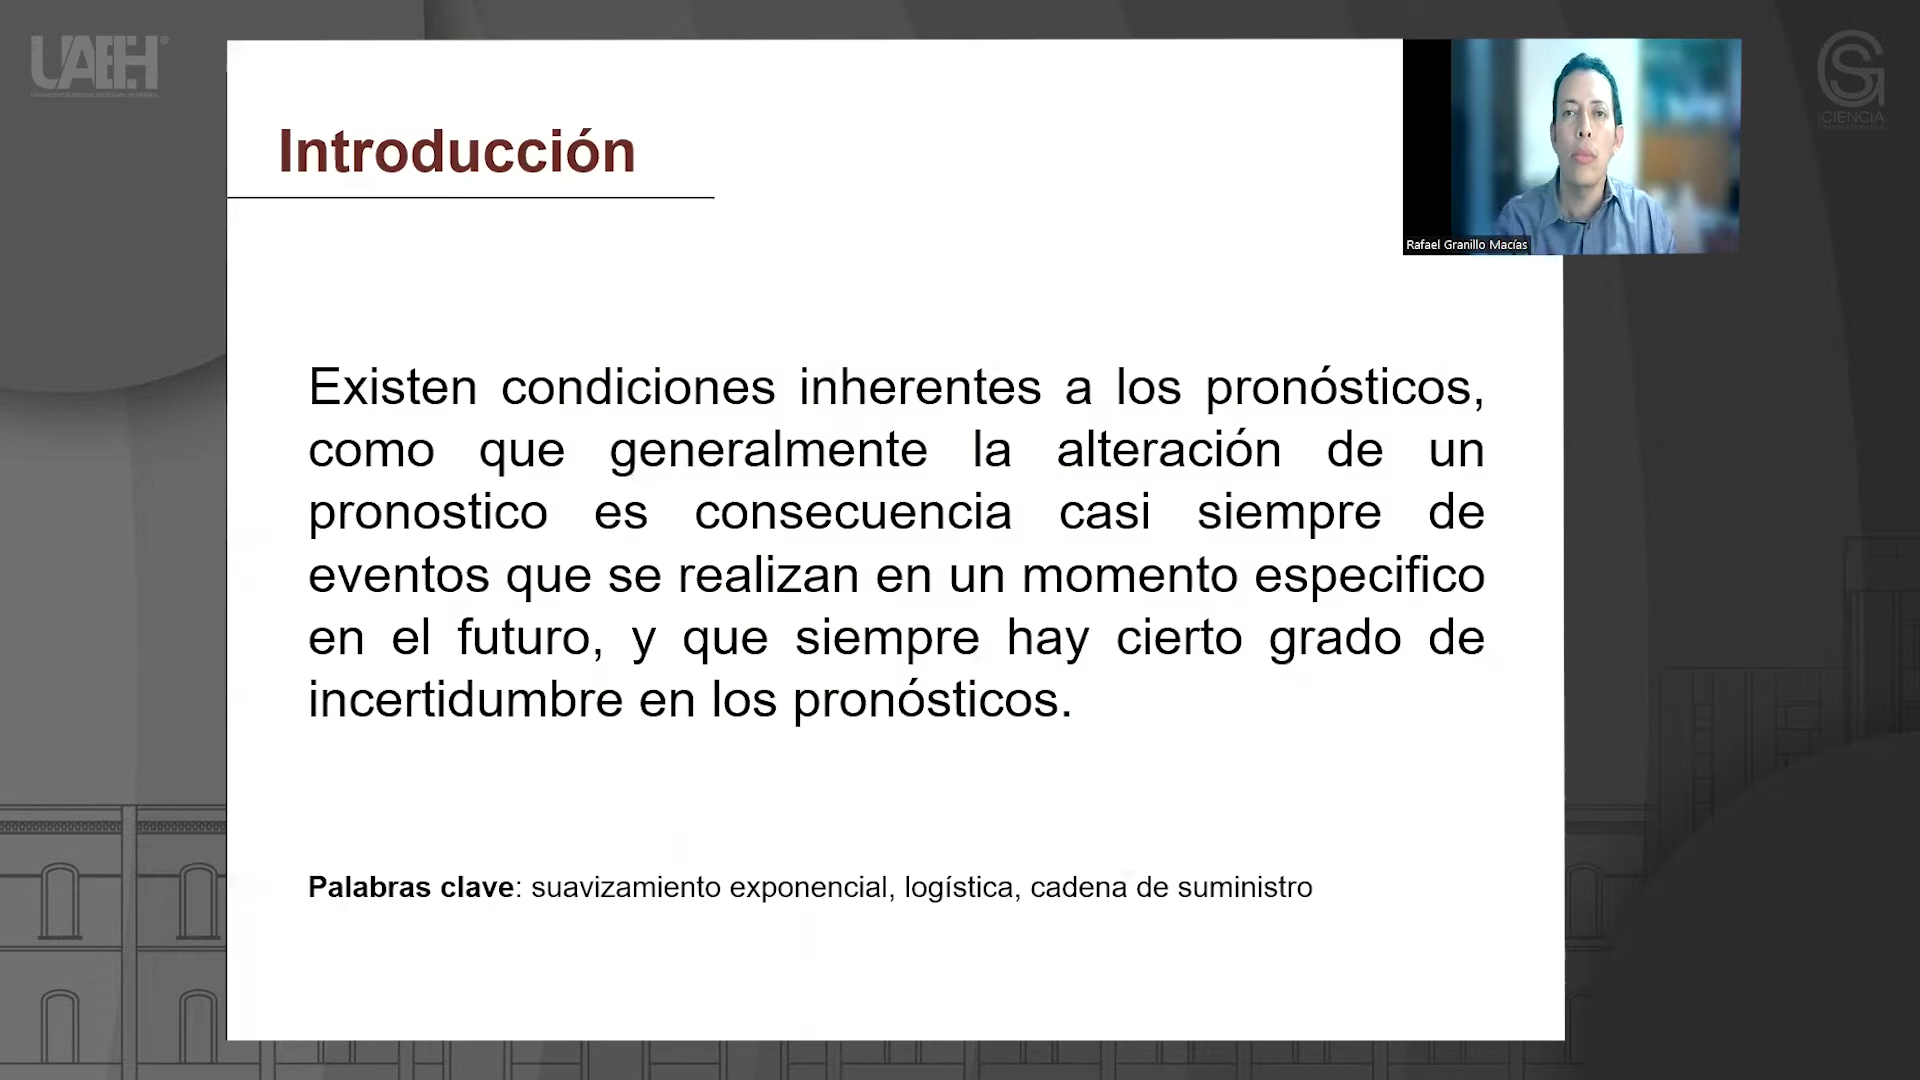 UAEH®
Introducción
Rafael Granillo Macías
Existen condiciones inherentes a los pronósticos,
como que generalmente la alteración de un
pronostico es consecuencia casi siempre de
eventos que se realizan en un momento especifico
en el futuro, y que siempre hay cierto grado de
incertidumbre en los pronósticos.
Palabras clave: suavizamiento exponencial, logística, cadena de suministro
CIENCIA